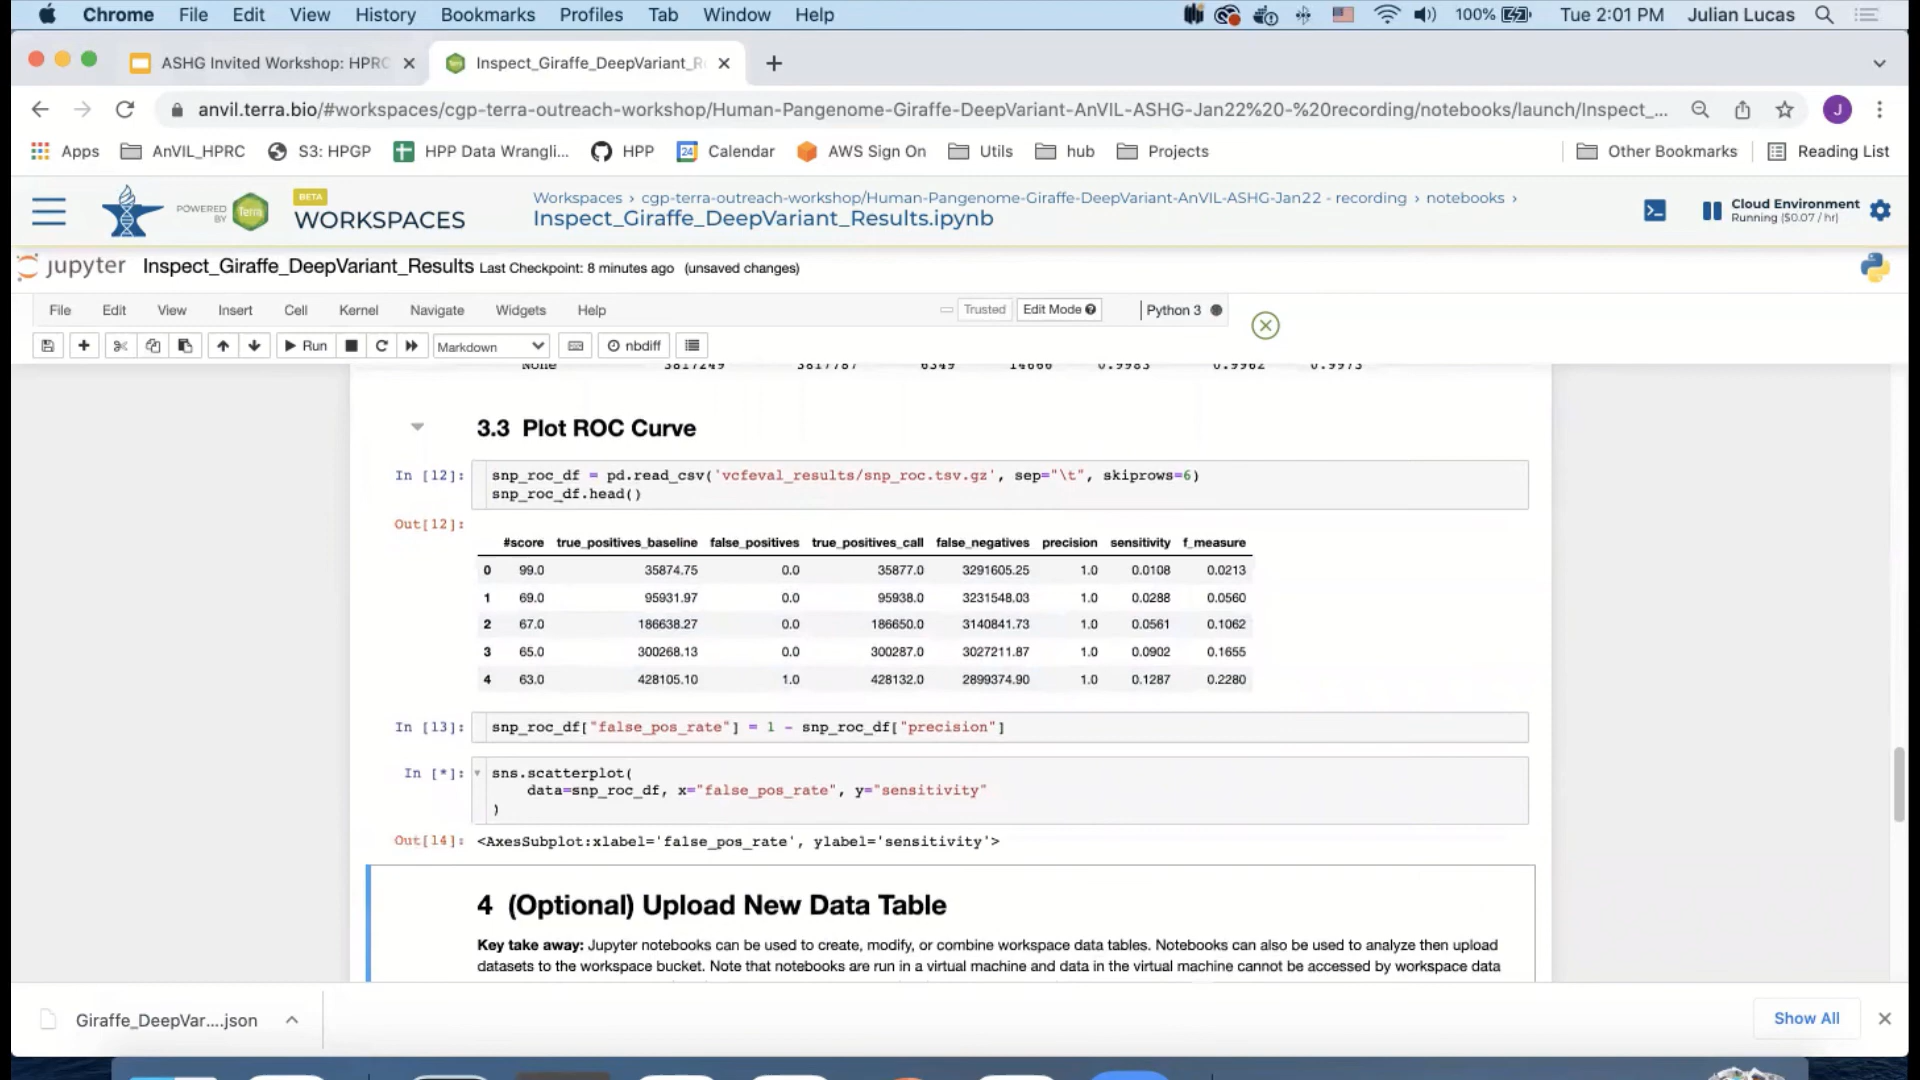 Chrome File Edit View History Bookmarks Profiles Tab Window Help 100% Tue 2:01 PM Julian Lucas
ASHG Invited Workshop: HPRC Inspect_Giraffe_DeepVariant_R
anvil.terra.bio/#workspaces/cgp-terra-outreach-workshop/Human-Pangenome-Giraffe-DeepVariant-AnVIL-ASHG-Jan22%20-%20recording/notebooks/launch/Inspect_... J
Apps AnVIL_HPRC S3: HPGP HPP Data Wrangli... HPP 24 Calendar AWS Sign On Utils hub Projects Other Bookmarks Reading List
POWERED BY Terra BETA WORKSPACES
Workspaces › cgp-terra-outreach-workshop/Human-Pangenome-Giraffe-DeepVariant-AnVIL-ASHG-Jan22 - recording › notebooks ›
Inspect_Giraffe_DeepVariant_Results.ipynb
Cloud Environment
Running ($0.07 / hr)
jupyter Inspect_Giraffe_DeepVariant_Results Last Checkpoint: 8 minutes ago (unsaved changes)
File Edit View Insert Cell Kernel Navigate Widgets Help Trusted Edit Mode Python 3
Run Markdown nbdiff
None 3817249 3817787 6349 14666 0.9983 0.9962 0.9973
3.3 Plot ROC Curve
In [12]: snp_roc_df = pd.read_csv('vcfeval_results/snp_roc.tsv.gz', sep="\t", skiprows=6)
snp_roc_df.head()
Out[12]:
#score true_positives_baseline false_positives true_positives_call false_negatives precision sensitivity f_measure
0 99.0 35874.75 0.0 35877.0 3291605.25 1.0 0.0108 0.0213
1 69.0 95931.97 0.0 95938.0 3231548.03 1.0 0.0288 0.0560
2 67.0 186638.27 0.0 186650.0 3140841.73 1.0 0.0561 0.1062
3 65.0 300268.13 0.0 300287.0 3027211.87 1.0 0.0902 0.1655
4 63.0 428105.10 1.0 428132.0 2899374.90 1.0 0.1287 0.2280
In [13]: snp_roc_df["false_pos_rate"] = 1 - snp_roc_df["precision"]
In [*]: sns.scatterplot(
data=snp_roc_df, x="false_pos_rate", y="sensitivity"
)
Out[14]: <AxesSubplot:xlabel='false_pos_rate', ylabel='sensitivity'>
4 (Optional) Upload New Data Table
Key take away: Jupyter notebooks can be used to create, modify, or combine workspace data tables. Notebooks can also be used to analyze then upload
datasets to the workspace bucket. Note that notebooks are run in a virtual machine and data in the virtual machine cannot be accessed by workspace data
Giraffe_DeepVar....json Show All